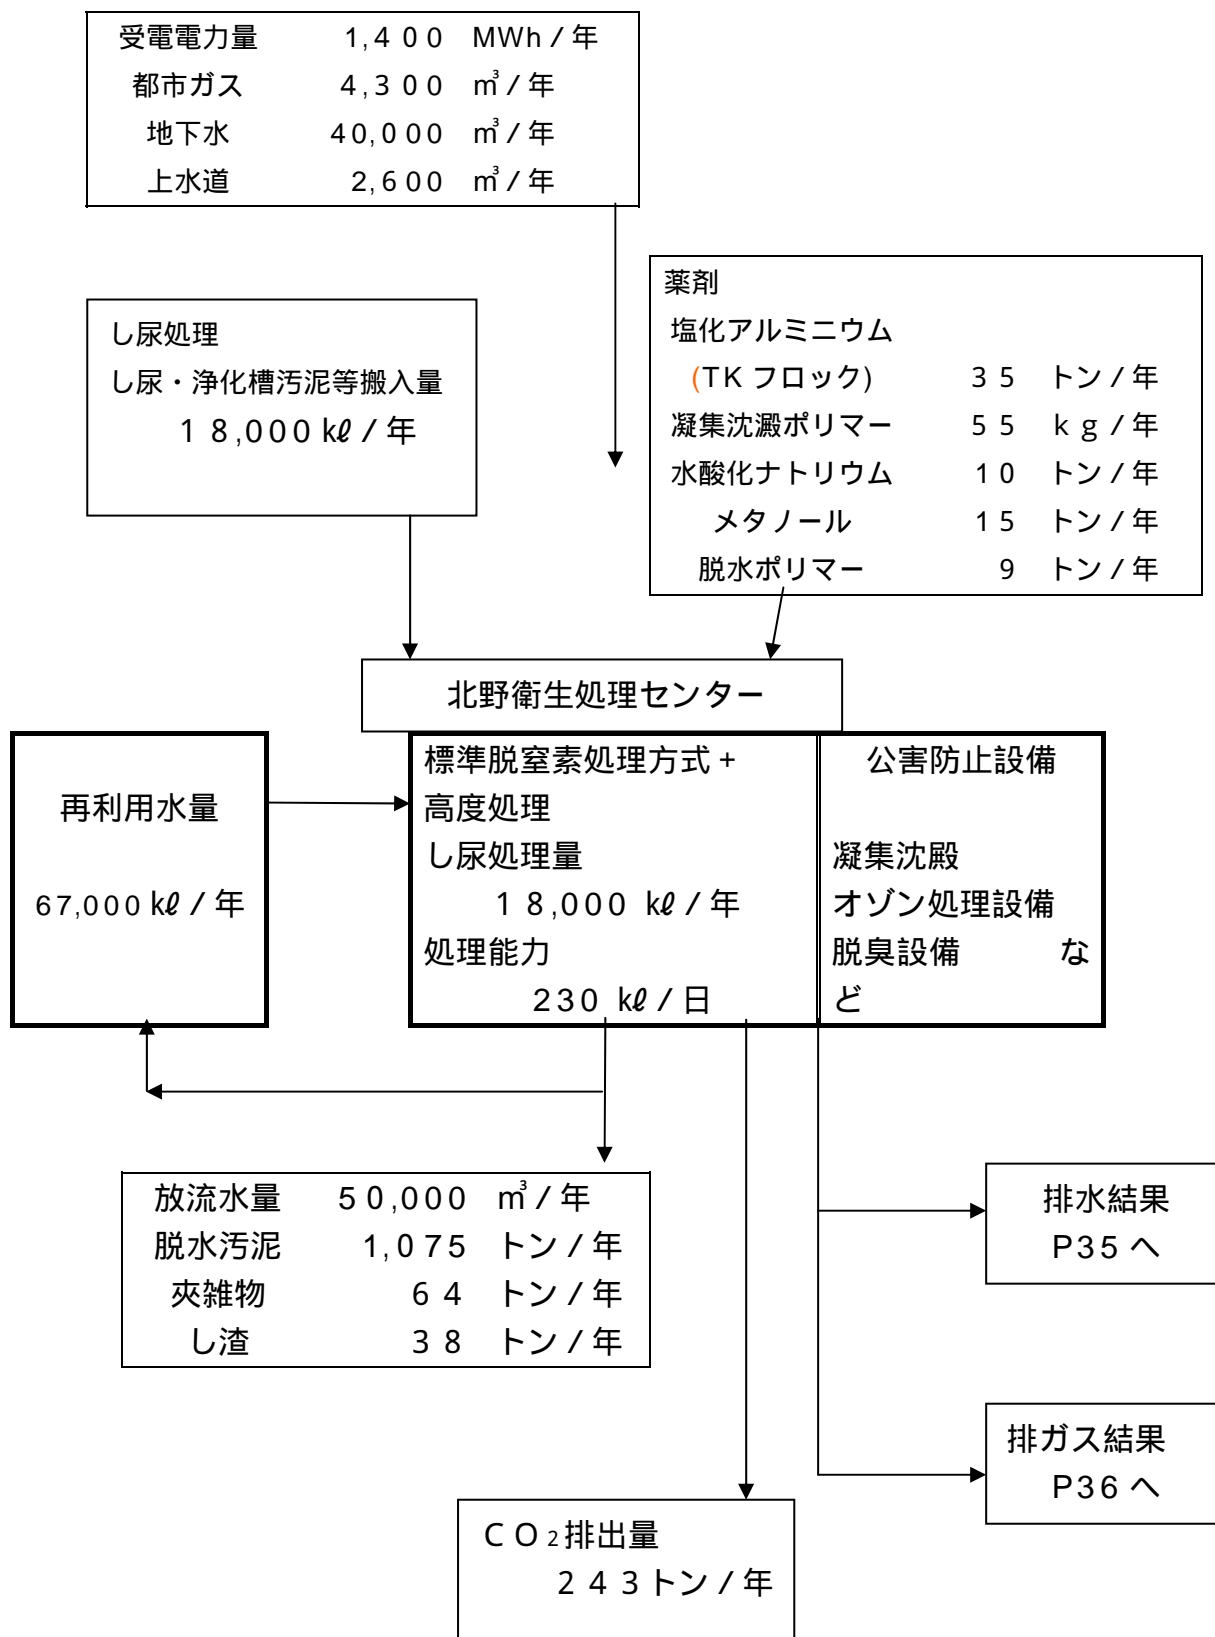 受電電力量 1,400 MWh/年
都市ガス 4,300 ㎥/年
地下水 40,000 ㎥/年
上水道 2,600 ㎥/年
薬剤
塩化アルミニウム
(TKフロック) 35 トン/年
凝集沈澱ポリマー 55 kg/年
水酸化ナトリウム 10 トン/年
メタノール 15 トン/年
脱水ポリマー 9 トン/年
し尿処理
し尿・浄化槽汚泥等搬入量
18,000kℓ/年
北野衛生処理センター
再利用水量
67,000kℓ/年
標準脱窒素処理方式+
高度処理
し尿処理量
18,000 kℓ/年
処理能力
230 kℓ/日
公害防止設備
凝集沈殿
オゾン処理設備
脱臭設備 な
ど
放流水量 50,000 ㎥/年
脱水汚泥 1,075 トン/年
夾雑物 64 トン/年
し渣 38 トン/年
排水結果
P35へ
排ガス結果
P36へ
CO₂排出量
243トン/年